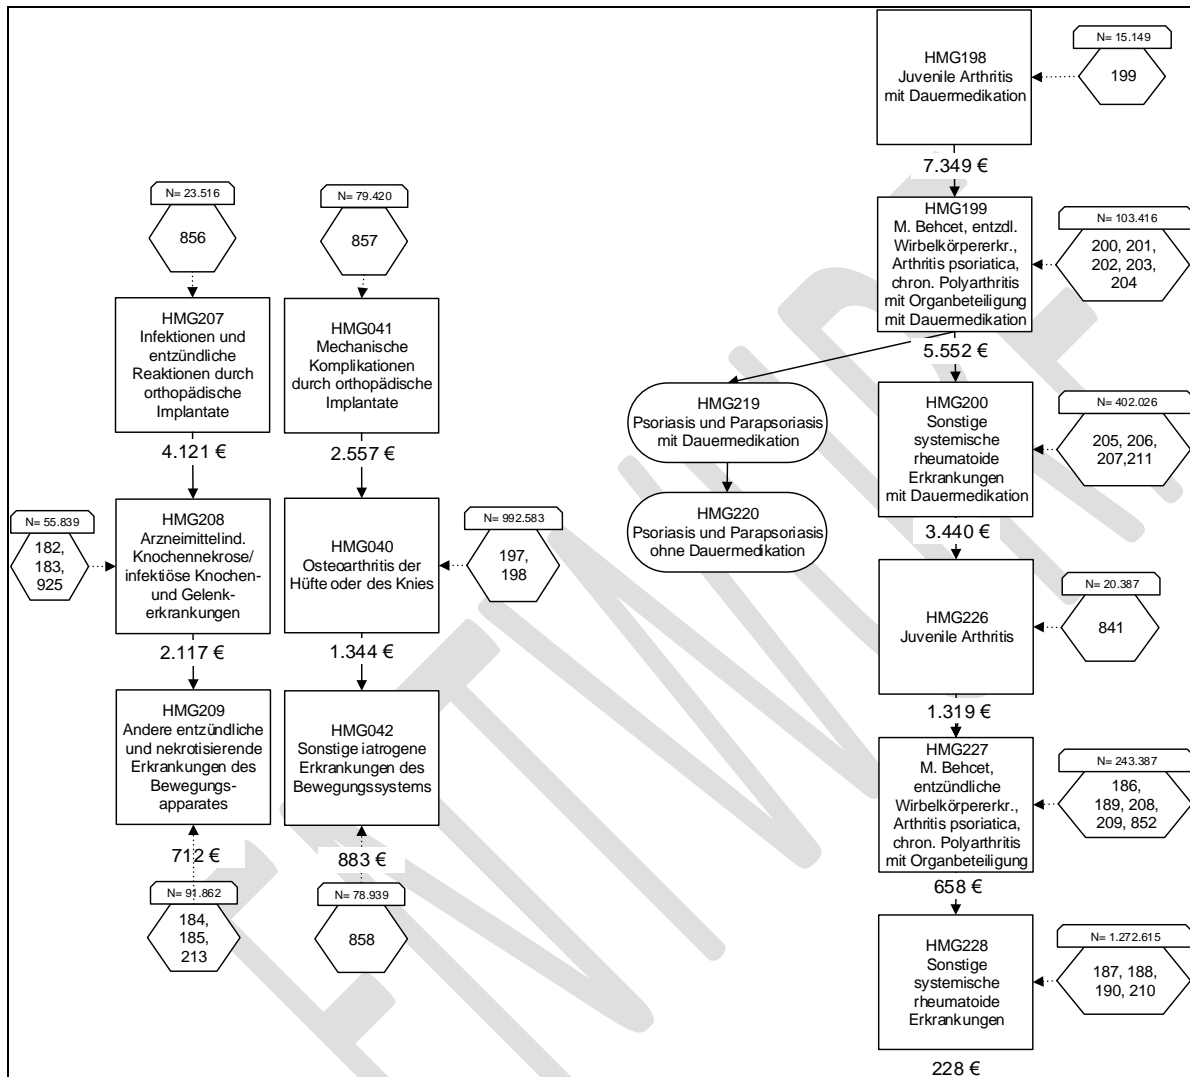 N= 23.516
856
HMG207
Infektionen und
entzündliche
Reaktionen durch
orthopädische
Implantate
4.121 €
N= 55.839
182,
183,
925
HMG208
Arzneimittelind.
Knochennekrose/
infektiöse Knochen-
und Gelenk-
erkrankungen
2.117 €
HMG209
Andere entzündliche
und nekrotisierende
Erkrankungen des
Bewegungs-
apparates
712 €
N= 91.862
184,
185,
213
N= 79.420
857
HMG041
Mechanische
Komplikationen
durch orthopädische
Implantate
2.557 €
N= 992.583
197,
198
HMG040
Osteoarthritis der
Hüfte oder des Knies
1.344 €
HMG042
Sonstige iatrogene
Erkrankungen des
Bewegungssystems
883 €
N= 78.939
858
HMG198
Juvenile Arthritis
mit Dauermedikation
N= 15.149
199
7.349 €
HMG199
M. Behcet, entzdl.
Wirbelkörpererkr.,
Arthritis psoriatica,
chron. Polyarthritis
mit Organbeteiligung
mit Dauermedikation
N= 103.416
200, 201,
202, 203,
204
5.552 €
HMG219
Psoriasis und Parapsoriasis
mit Dauermedikation
HMG220
Psoriasis und Parapsoriasis
ohne Dauermedikation
HMG200
Sonstige
systemische
rheumatoide
Erkrankungen
mit Dauermedikation
N= 402.026
205, 206,
207,211
3.440 €
HMG226
Juvenile Arthritis
N= 20.387
841
1.319 €
HMG227
M. Behcet,
entzündliche
Wirbelkörpererkr.,
Arthritis psoriatica,
chron. Polyarthritis
mit Organbeteiligung
N= 243.387
186,
189, 208,
209, 852
658 €
HMG228
Sonstige
systemische
rheumatoide
Erkrankungen
N= 1.272.615
187, 188,
190, 210
228 €
ENTWURF